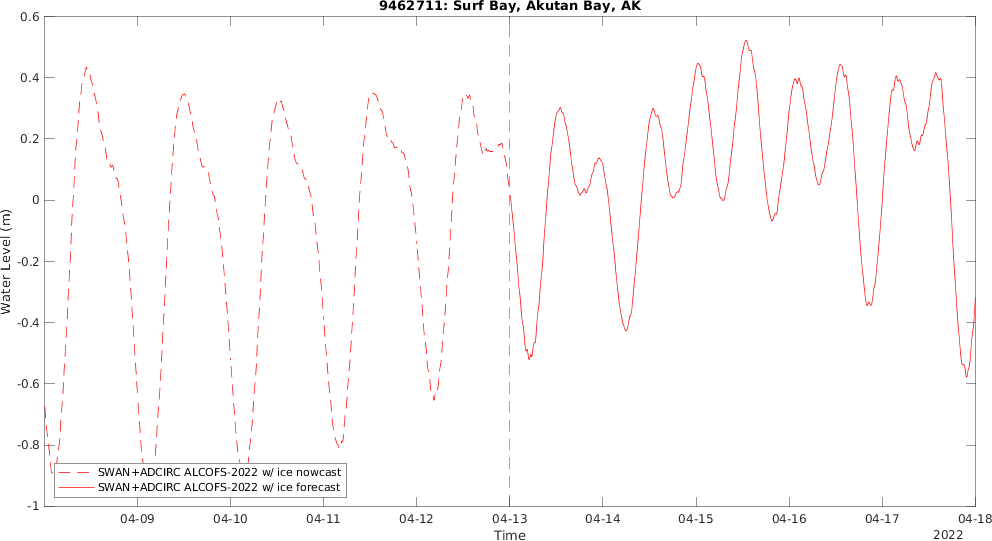 9462711: Surf Bay, Akutan Bay, AK
Water Level (m)
0.6
0.4
0.2
0
-0.2
-0.4
-0.6
-0.8
-1
SWAN+ADCIRC ALCOFS-2022 w/ ice nowcast
SWAN+ADCIRC ALCOFS-2022 w/ ice forecast
04-09 04-10 04-11 04-12 04-13 04-14 04-15 04-16 04-17 04-18
Time
2022